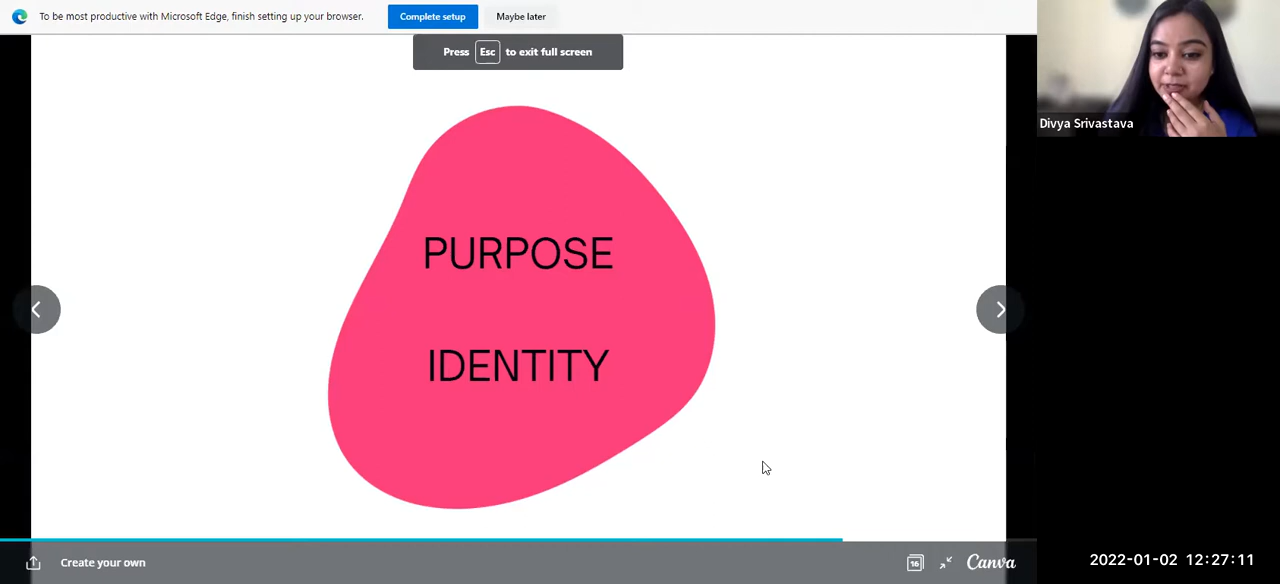 To be most productive with Microsoft Edge, finish setting up your browser. Complete setup Maybe later
Press Esc to exit full screen
Divya Srivastava
PURPOSE
IDENTITY
Create your own
16
Canva
2022-01-02 12:27:11